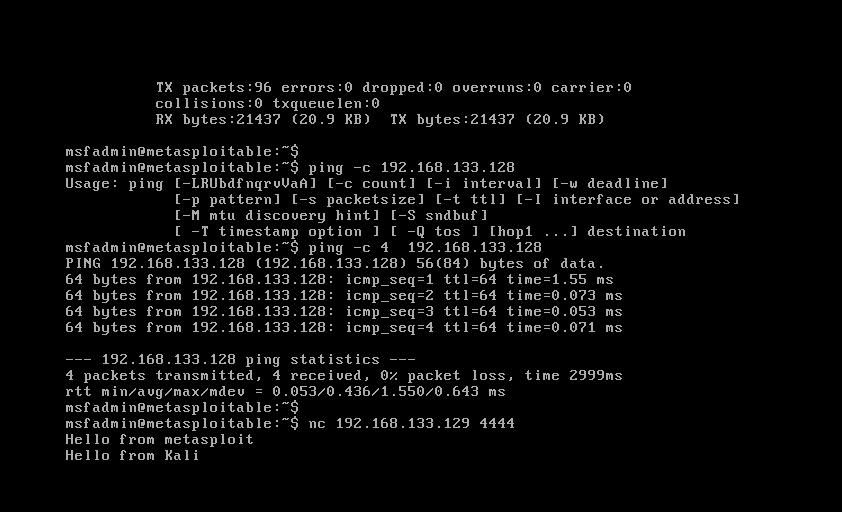 TX packets:96 errors:0 dropped:0 overruns:0 carrier:0
collisions:0 txqueuelen:0
RX bytes:21437 (20.9 KB)  TX bytes:21437 (20.9 KB)
msfadmin@metasploitable:~$
msfadmin@metasploitable:~$ ping -c 192.168.133.128
Usage: ping [-LRUbdfnqrvVaA] [-c count] [-i interval] [-w deadline]
[-p pattern] [-s packetsize] [-t ttl] [-I interface or address]
[-M mtu discovery hint] [-S sndbuf]
[ -T timestamp option ] [ -Q tos ] [hop1 ...] destination
msfadmin@metasploitable:~$ ping -c 4  192.168.133.128
PING 192.168.133.128 (192.168.133.128) 56(84) bytes of data.
64 bytes from 192.168.133.128: icmp_seq=1 ttl=64 time=1.55 ms
64 bytes from 192.168.133.128: icmp_seq=2 ttl=64 time=0.073 ms
64 bytes from 192.168.133.128: icmp_seq=3 ttl=64 time=0.053 ms
64 bytes from 192.168.133.128: icmp_seq=4 ttl=64 time=0.071 ms
--- 192.168.133.128 ping statistics ---
4 packets transmitted, 4 received, 0% packet loss, time 2999ms
rtt min/avg/max/mdev = 0.053/0.436/1.550/0.643 ms
msfadmin@metasploitable:~$
msfadmin@metasploitable:~$ nc 192.168.133.129 4444
Hello from metasploit
Hello from Kali